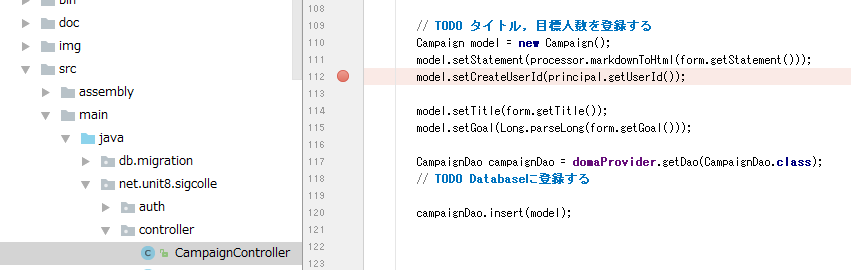 bin
doc
img
src
assembly
main
java
db.migration
net.unit8.sigcolle
auth
controller
CampaignController
108
109 // TODO タイトル，目標人数を登録する
110 Campaign model = new Campaign();
111 model.setStatement(processor.markdownToHtml(form.getStatement()));
112 model.setCreateUserId(principal.getUserId());
113
114 model.setTitle(form.getTitle());
115 model.setGoal(Long.parseLong(form.getGoal()));
116
117 CampaignDao campaignDao = domaProvider.getDao(CampaignDao.class);
118 // TODO Databaseに登録する
119
120 campaignDao.insert(model);
121
122
123